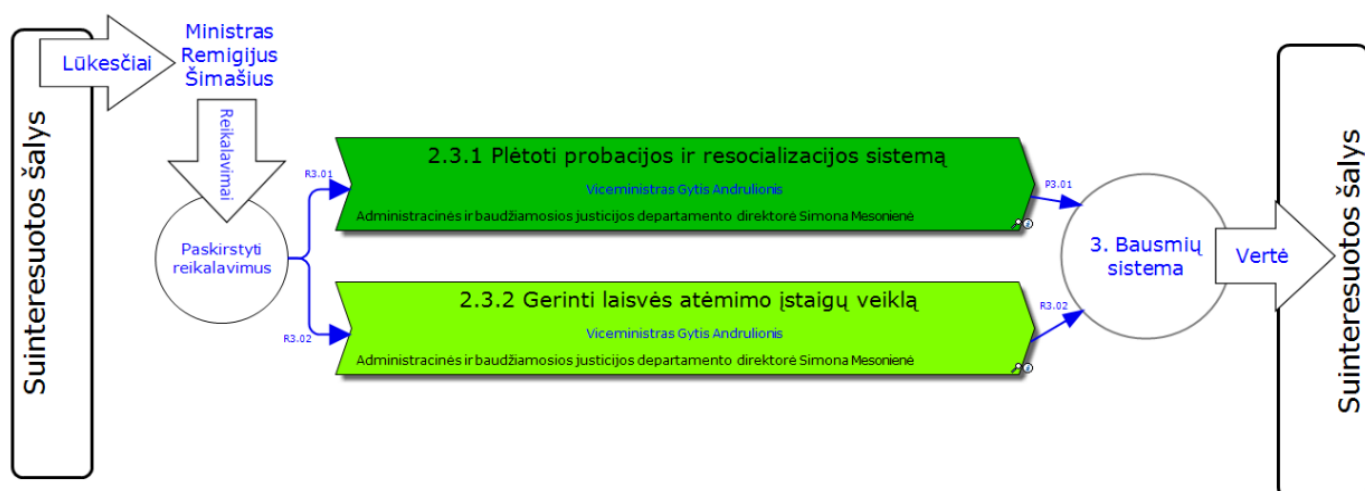 Suinteresuotos šalys
Lūkesčiai
Ministras
Remigijus
Šimašius
Reikalavimai
Paskirstyti
reikalavimus
R3.01
R3.02
2.3.1 Plėtoti probacijos ir resocializacijos sistemą
Viceministras Gytis Andrulionis
Administracinės ir baudžiamosios justicijos departamento direktorė Simona Mesonienė
2.3.2 Gerinti laisvės atėmimo įstaigų veiklą
Viceministras Gytis Andrulionis
Administracinės ir baudžiamosios justicijos departamento direktorė Simona Mesonienė
P3.01
R3.02
3. Bausmių
sistema
Vertė
Suinteresuotos šalys